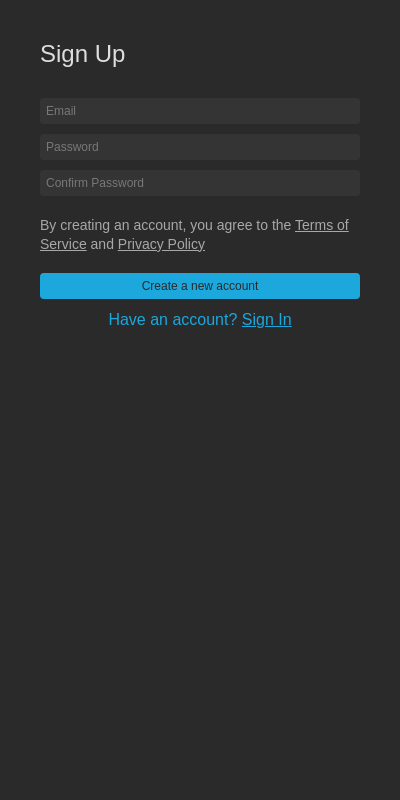 Sign Up
Email
Password
Confirm Password
By creating an account, you agree to the Terms of
Service and Privacy Policy
Create a new account
Have an account? Sign In